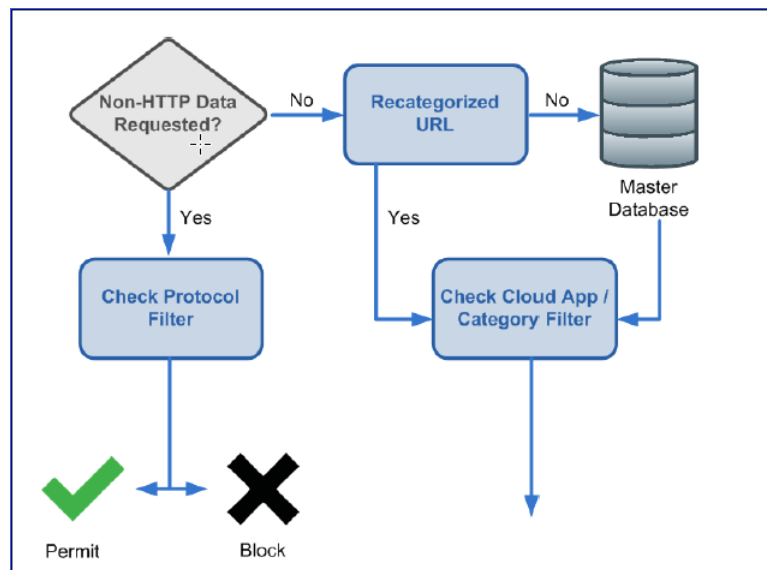 Non-HTTP Data
Requested?
No
Recategorized
URL
No
Master
Database
Yes
Yes
Check Protocol
Filter
Check Cloud App /
Category Filter
Permit
Block